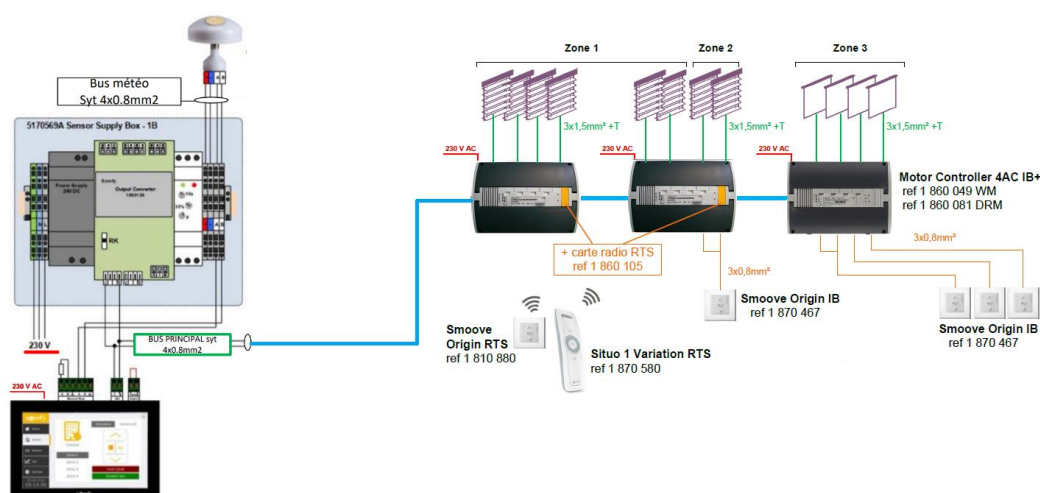 Bus météo
Syt 4x0.8mm2
5170569A Sensor Supply Box - 1B
Power Supply
24V DC
Somfy
Output Converter
RK
230 V
BUS PRINCIPAL syt
4x0.8mm2
230 V AC
somfy
Zone 1
Zone 2
Zone 3
3x1,5mm² +T
3x1,5mm² +T
3x1,5mm² +T
230 V AC
230 V AC
230 V AC
Motor Controller 4AC IB+
ref 1 860 049 WM
ref 1 860 081 DRM
+ carte radio RTS
ref 1 860 105
3x0,8mm²
3x0,8mm²
Smoove
Origin RTS
ref 1 810 880
Situo 1 Variation RTS
ref 1 870 580
Smoove Origin IB
ref 1 870 467
Smoove Origin IB
ref 1 870 467